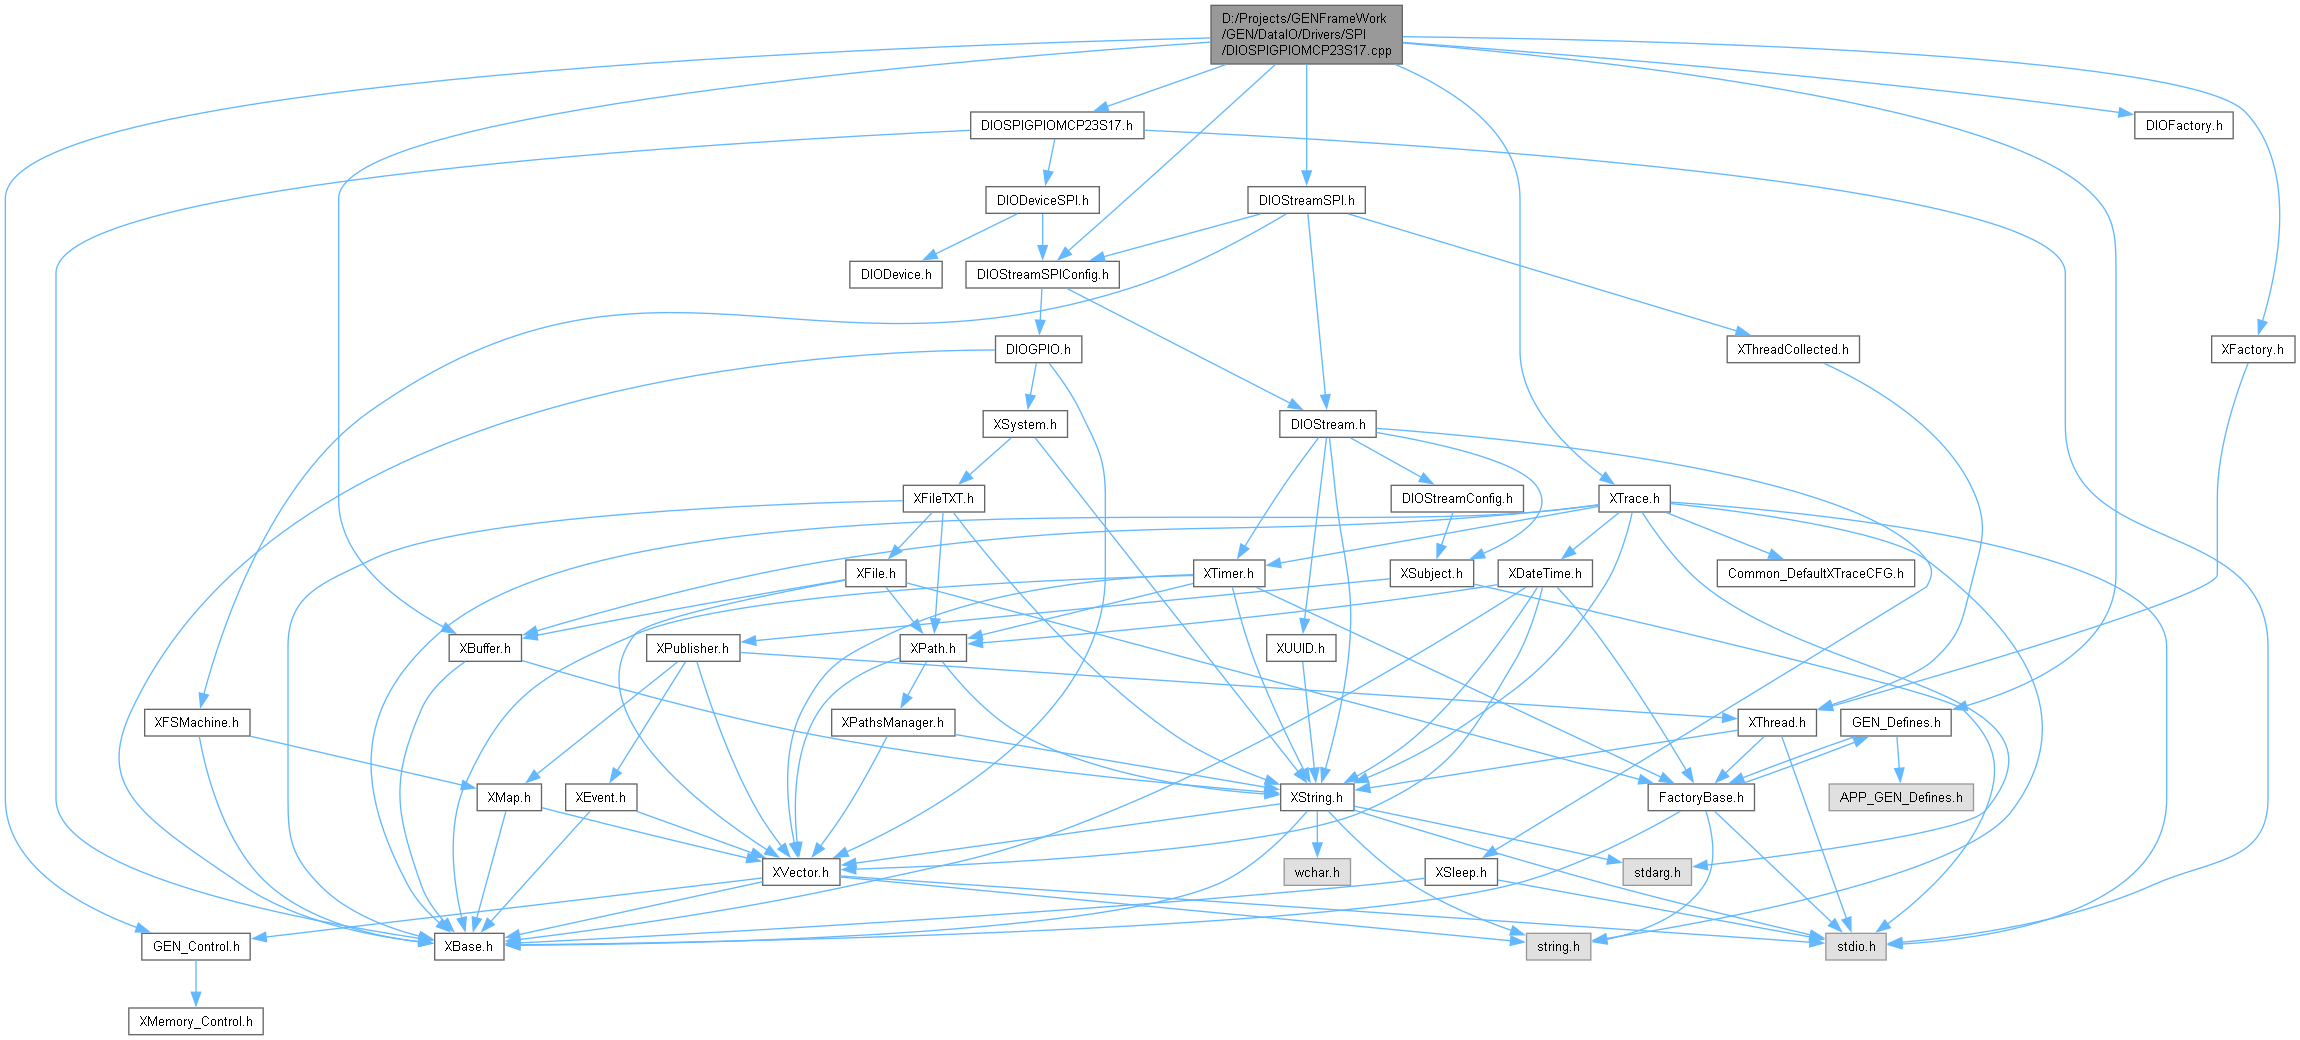 D:/Projects/GENFrameWork
/GEN/DataIO/Drivers/SPI
/DIOSPIGPIOMCP23S17.cpp
DIOSPIGPIOMCP23S17.h
DIOFactory.h
DIODeviceSPI.h
DIOStreamSPI.h
DIODevice.h
DIOStreamSPIConfig.h
DIOGPIO.h
XThreadCollected.h
XFactory.h
XSystem.h
DIOStream.h
XFileTXT.h
DIOStreamConfig.h
XTrace.h
XFile.h
XTimer.h
XSubject.h
XDateTime.h
Common_DefaultXTraceCFG.h
XBuffer.h
XPublisher.h
XPath.h
XUUID.h
XFSMachine.h
XPathsManager.h
XThread.h
GEN_Defines.h
XMap.h
XEvent.h
XString.h
FactoryBase.h
APP_GEN_Defines.h
XVector.h
wchar.h
XSleep.h
stdarg.h
GEN_Control.h
XBase.h
string.h
stdio.h
XMemory_Control.h